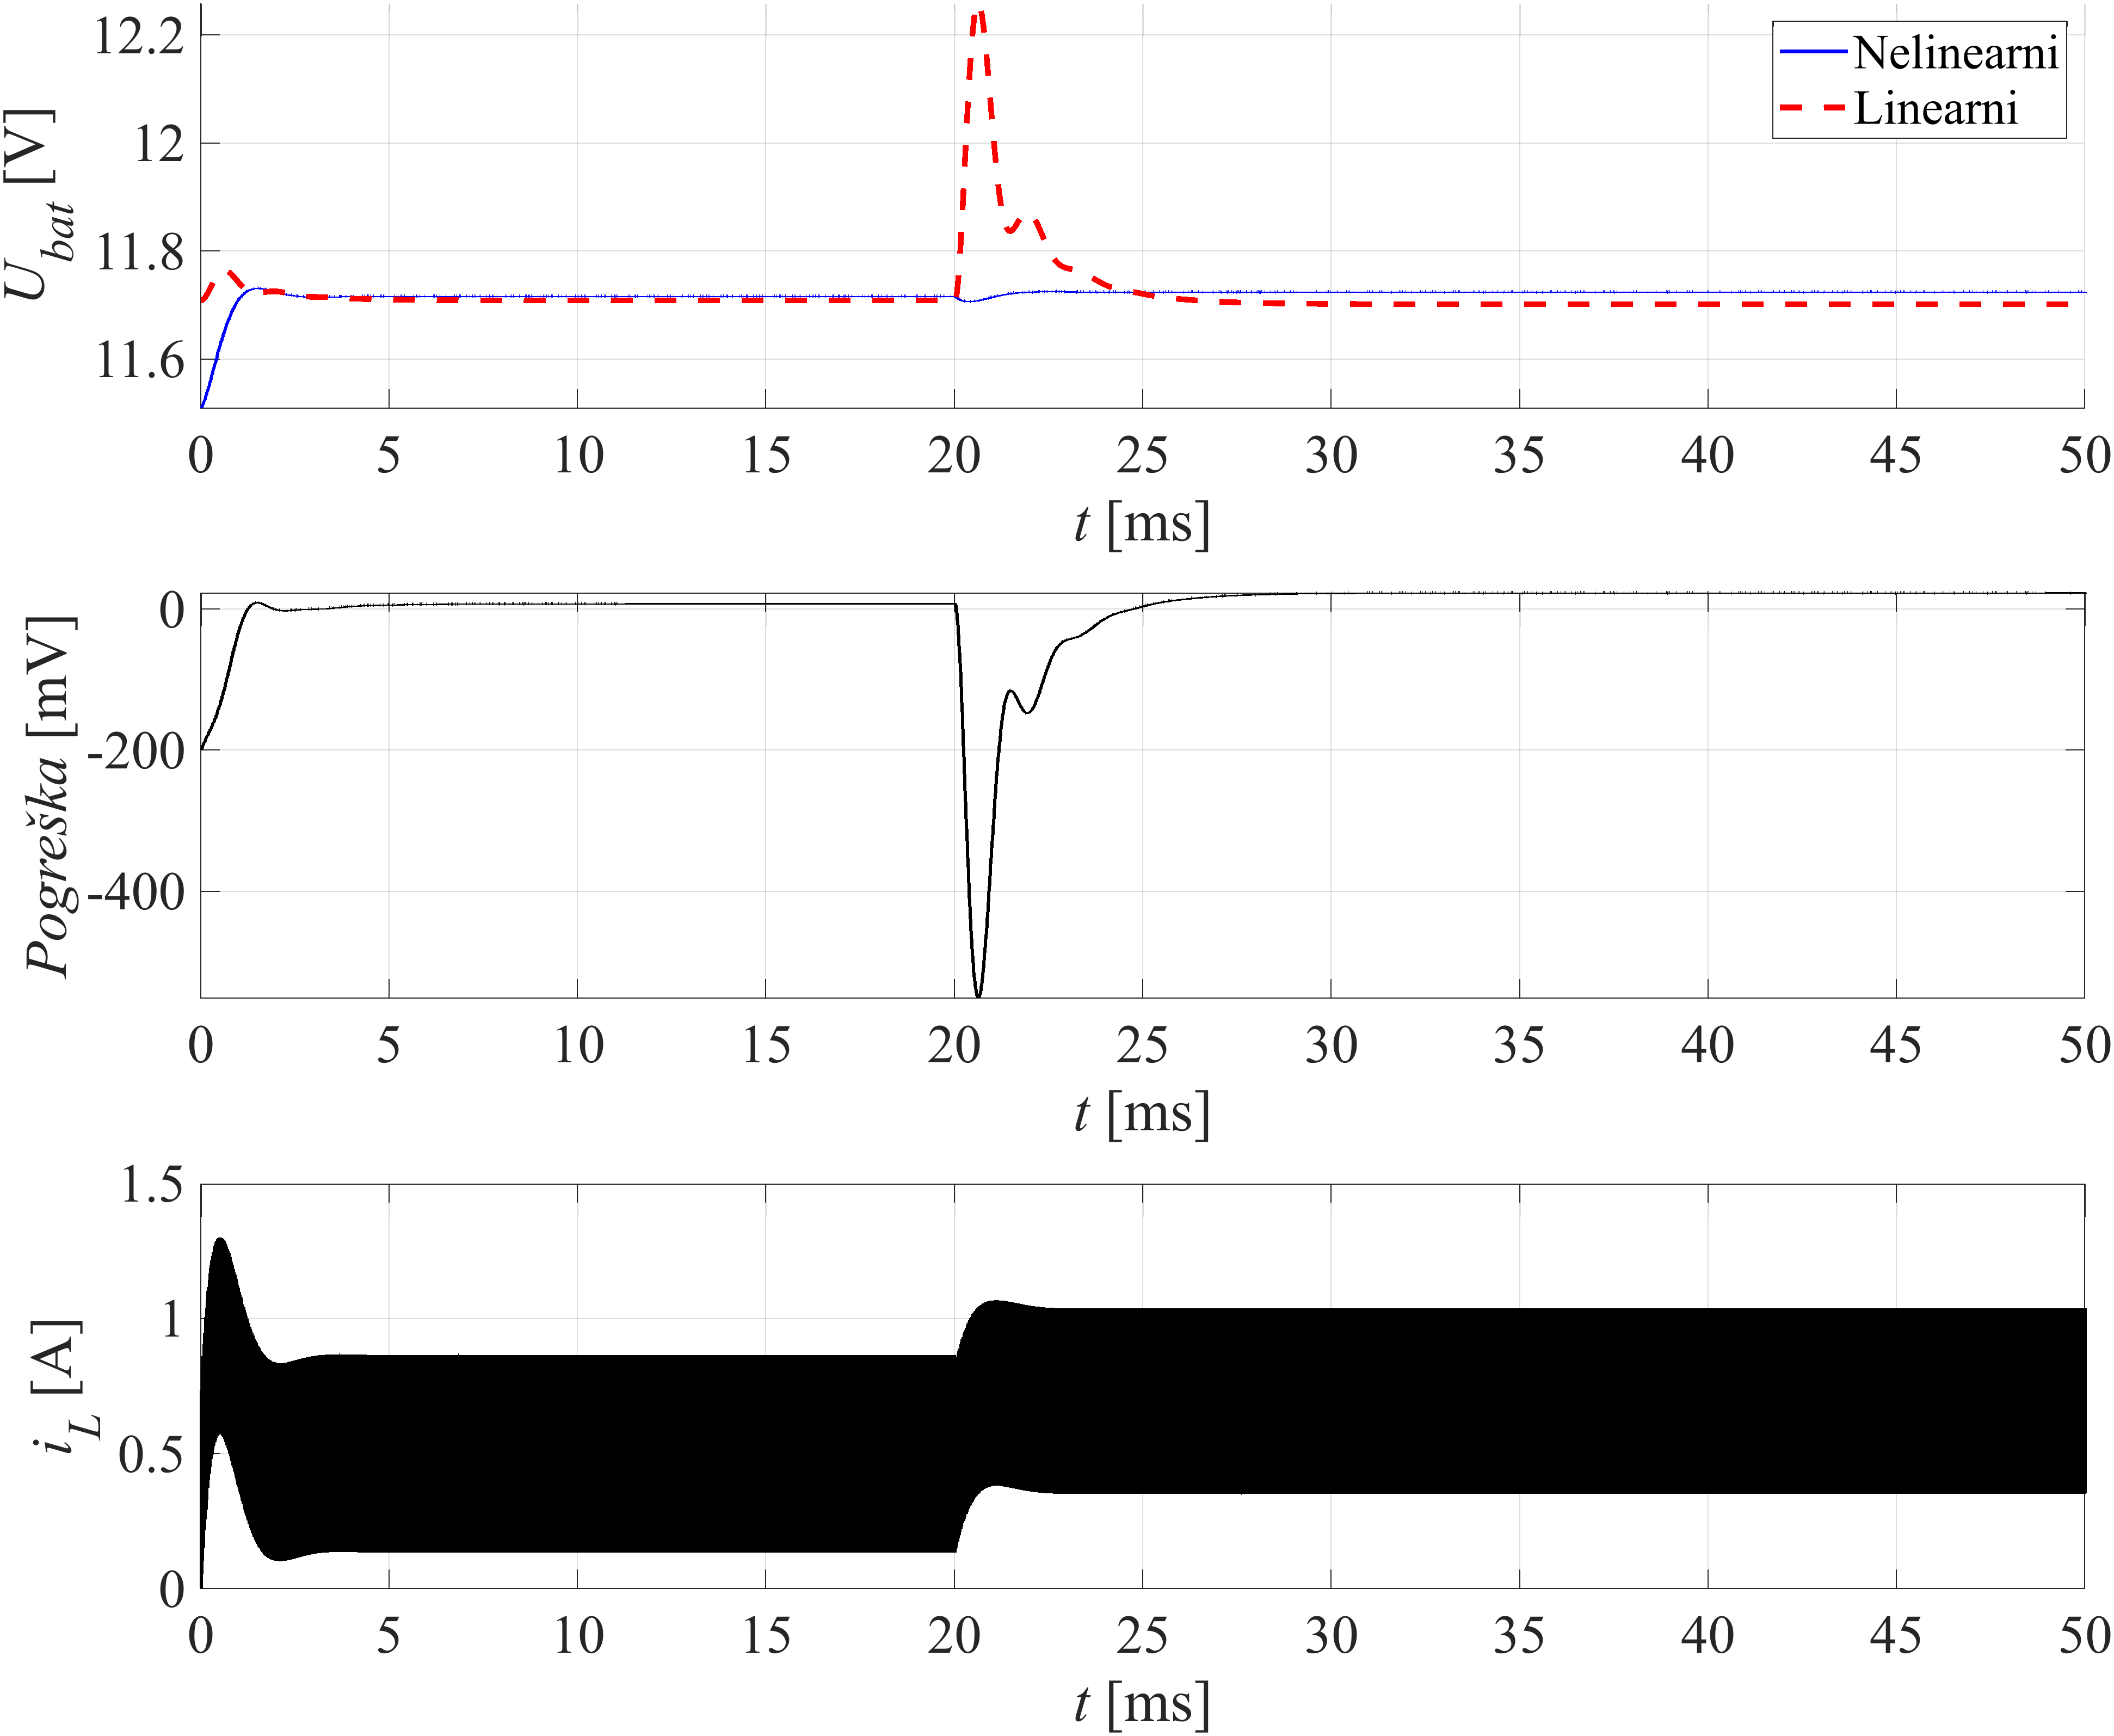 12.2
12
11.8
11.6
U_bat [V]
Nelinearni
Linearni
0 5 10 15 20 25 30 35 40 45 50
t [ms]
0
-200
-400
Pogreška [mV]
0 5 10 15 20 25 30 35 40 45 50
t [ms]
1.5
1
0.5
0
i_L [A]
0 5 10 15 20 25 30 35 40 45 50
t [ms]